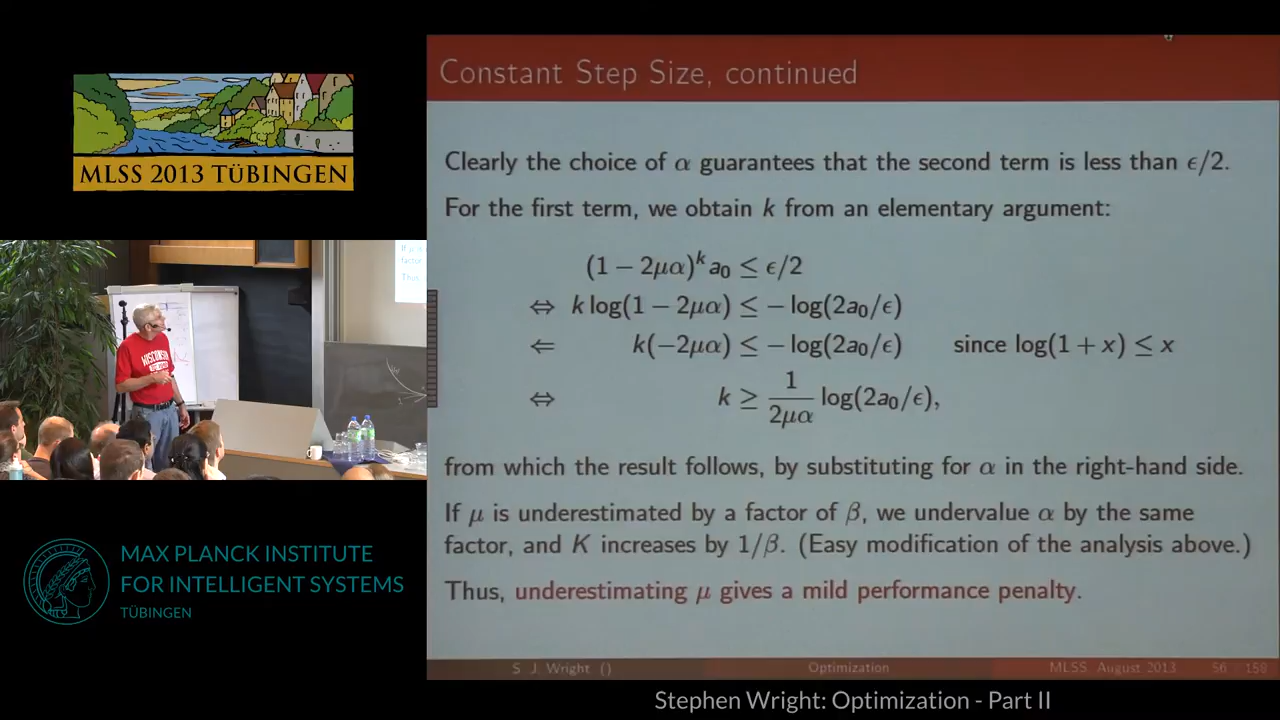 MLSS 2013 TÜBINGEN
WISCONSIN
MAX PLANCK INSTITUTE
FOR INTELLIGENT SYSTEMS
TÜBINGEN
Constant Step Size, continued
Clearly the choice of α guarantees that the second term is less than ϵ/2.
For the first term, we obtain k from an elementary argument:
(1 − 2μα)^k a₀ ≤ ϵ/2
⇔ k log(1 − 2μα) ≤ − log(2a₀/ϵ)
⇐ k(−2μα) ≤ − log(2a₀/ϵ) since log(1 + x) ≤ x
⇔ k ≥ 1/(2μα) log(2a₀/ϵ),
from which the result follows, by substituting for α in the right-hand side.
If μ is underestimated by a factor of β, we undervalue α by the same
factor, and K increases by 1/β. (Easy modification of the analysis above.)
Thus, underestimating μ gives a mild performance penalty.
S. J. Wright () Optimization MLSS, August 2013 56 / 158
Stephen Wright: Optimization - Part II